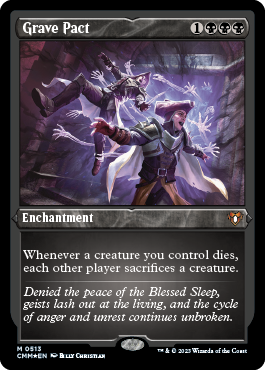 Grave Pact 1
Enchantment
Whenever a creature you control dies,
each other player sacrifices a creature.
Denied the peace of the Blessed Sleep,
geists lash out at the living, and the cycle
of anger and unrest continues unbroken.
M 0513
CMM★EN Billy Christian ™ & © 2023 Wizards of the Coast